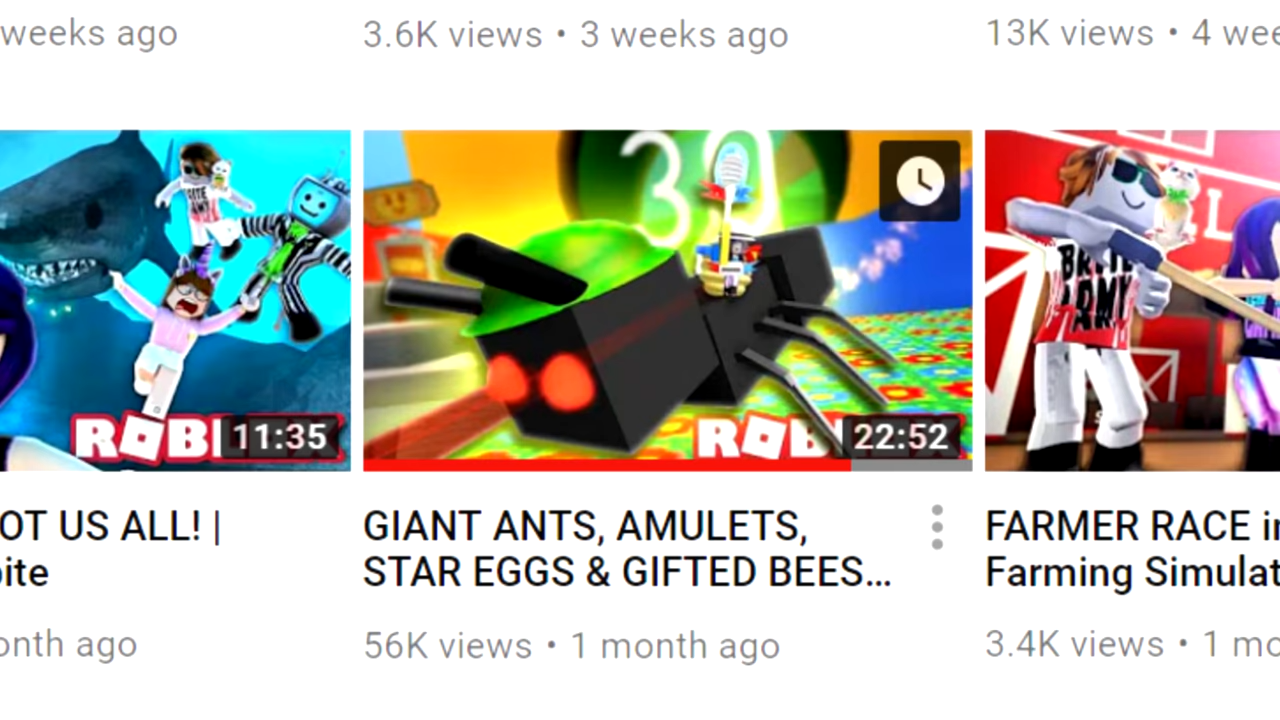 weeks ago
3.6K views • 3 weeks ago
13K views • 4 wee
11:35
39
22:52
OT US ALL! |
ite
onth ago
GIANT ANTS, AMULETS,
STAR EGGS & GIFTED BEES...
56K views • 1 month ago
FARMER RACE i
Farming Simulat
3.4K views • 1 mo
ROB
ROB